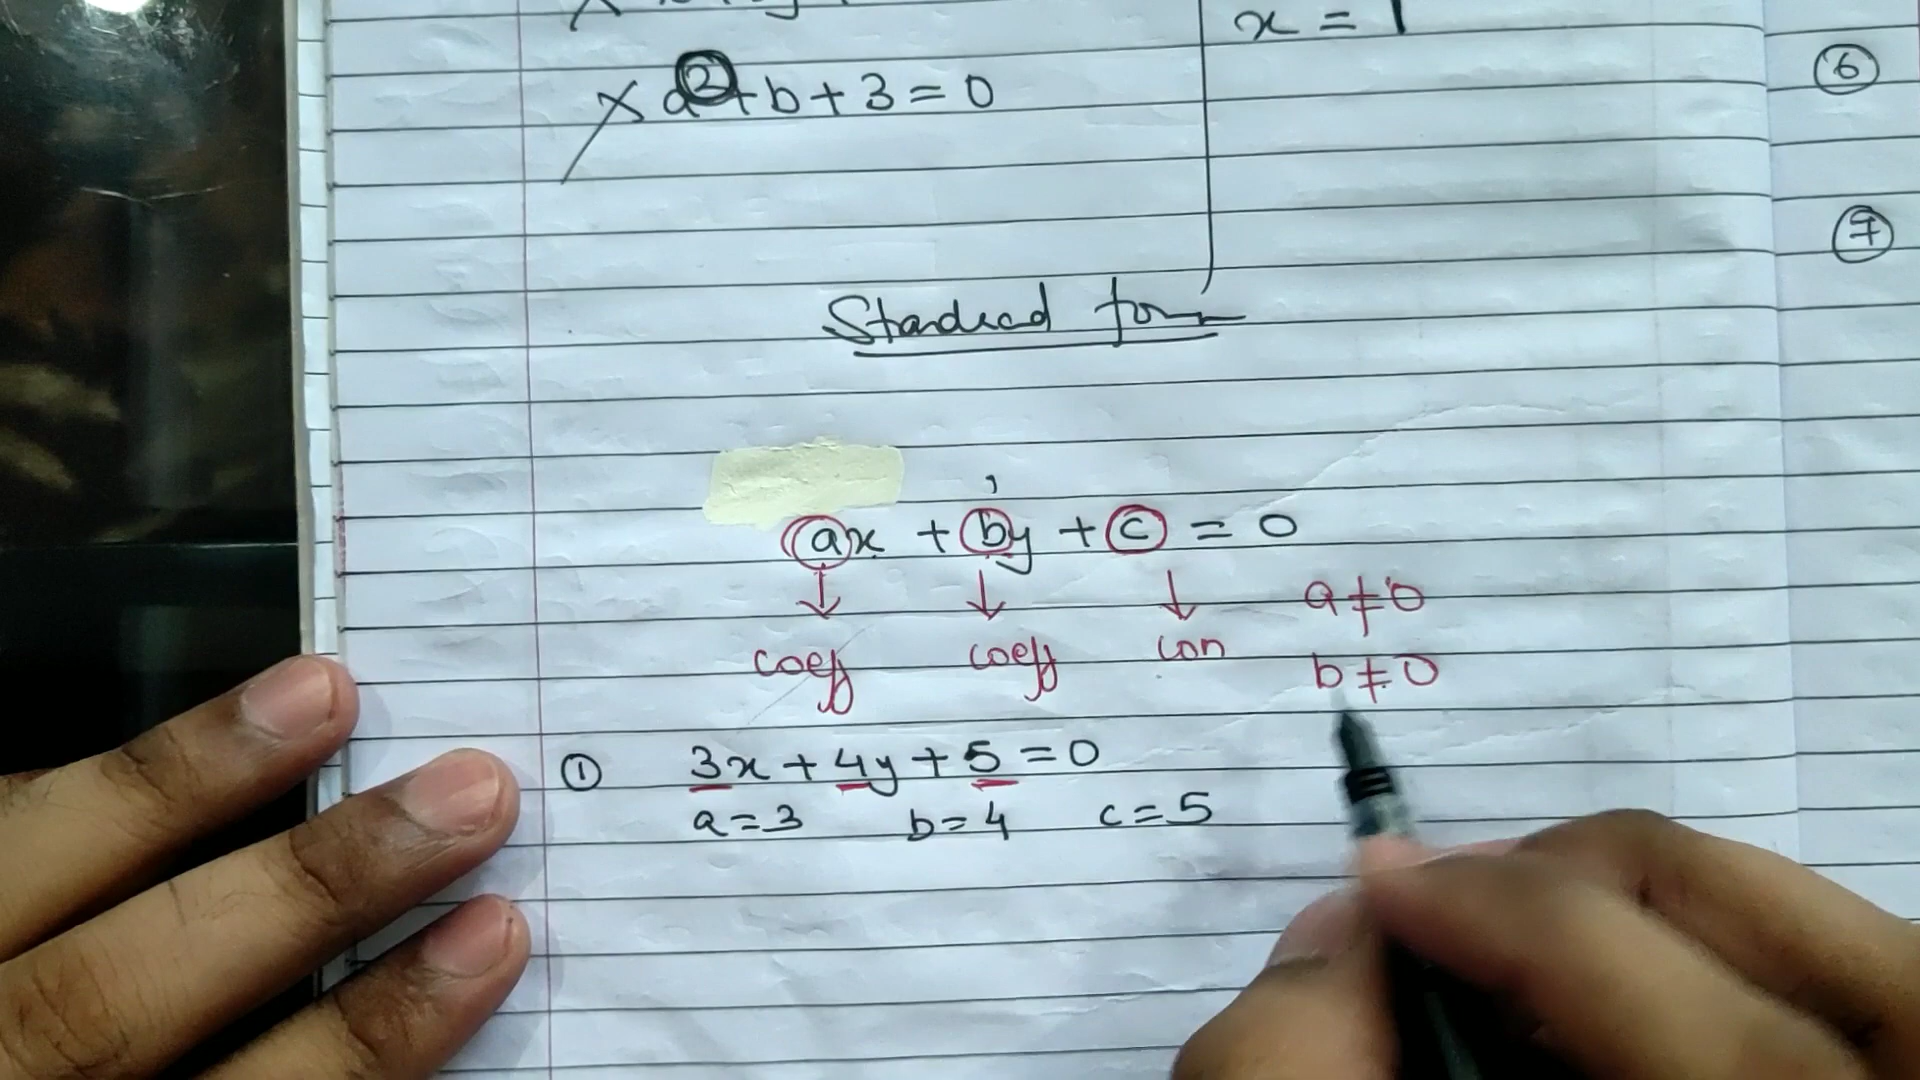 x = 1
a²+b+3=0
6
7
Standard form
ax + by + c = 0
a≠0
coeff coeff con
b≠0
① 3x+4y+5=0
a=3 b=4 c=5